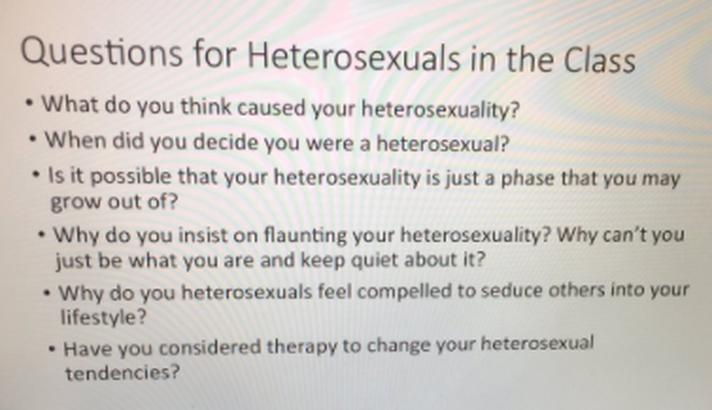 Questions for Heterosexuals in the Class
• What do you think caused your heterosexuality?
• When did you decide you were a heterosexual?
• Is it possible that your heterosexuality is just a phase that you may
grow out of?
• Why do you insist on flaunting your heterosexuality? Why can't you
just be what you are and keep quiet about it?
• Why do you heterosexuals feel compelled to seduce others into your
lifestyle?
• Have you considered therapy to change your heterosexual
tendencies?